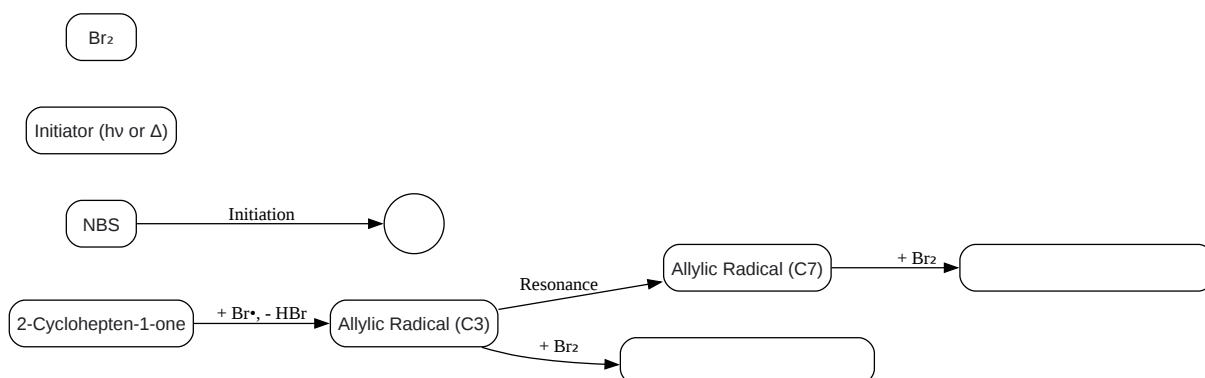 Br₂
Initiator (hν or Δ)
NBS
Initiation
Allylic Radical (C7)
+ Br₂
Resonance
2-Cyclohepten-1-one
+ Br•, - HBr
Allylic Radical (C3)
+ Br₂